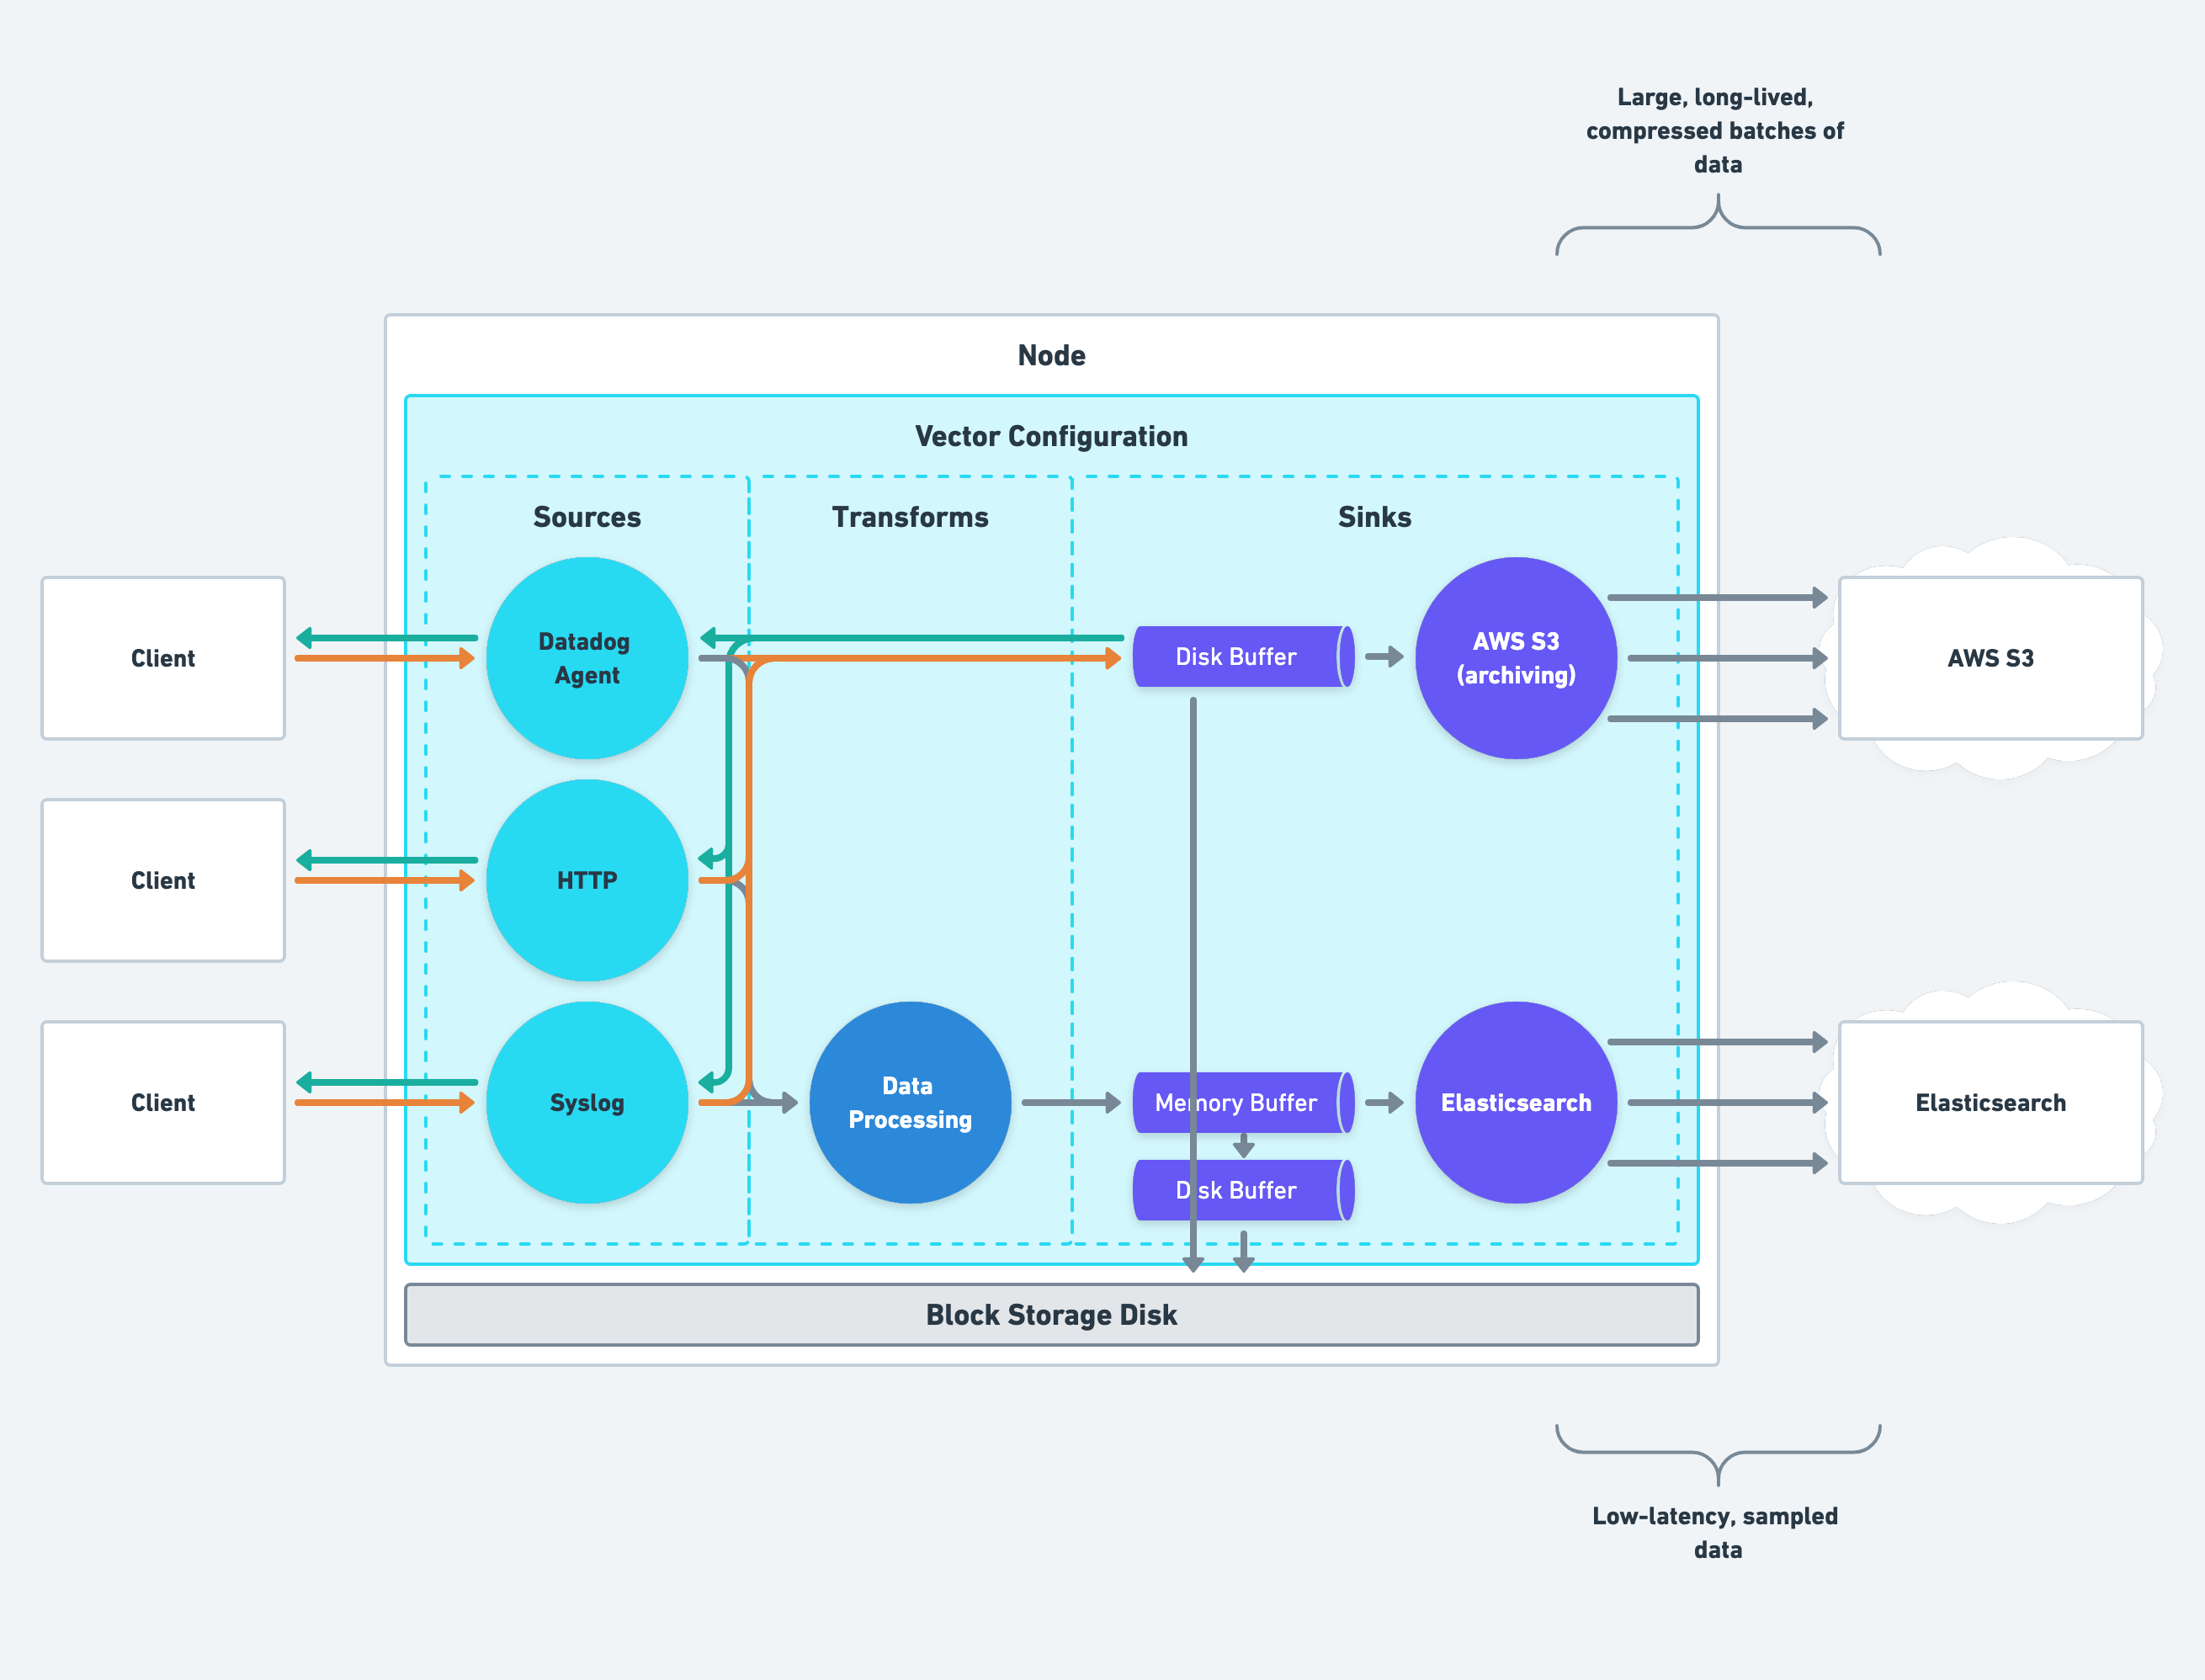 Large, long-lived,
compressed batches of
data
Node
Vector Configuration
Sources
Transforms
Sinks
Client
Datadog
Agent
Disk Buffer
AWS S3
(archiving)
AWS S3
Client
HTTP
Client
Syslog
Data
Processing
Memory Buffer
Elasticsearch
Elasticsearch
Disk Buffer
Block Storage Disk
Low-latency, sampled
data